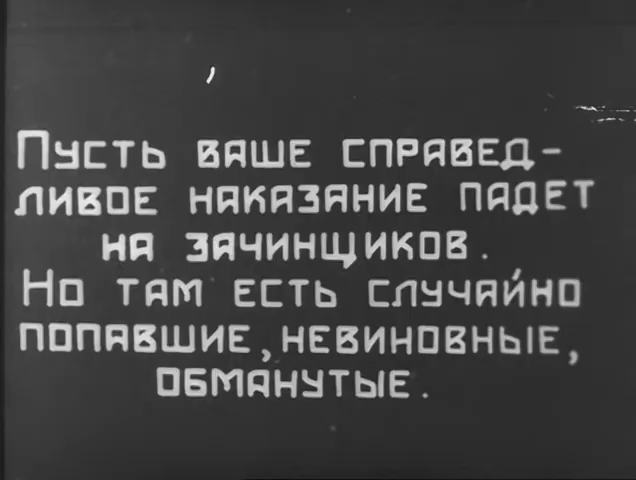 Пусть ваше справед-
ливое наказание падет
на зачинщиков.
Но там есть случайно
попавшие, невиновные,
обманутые.